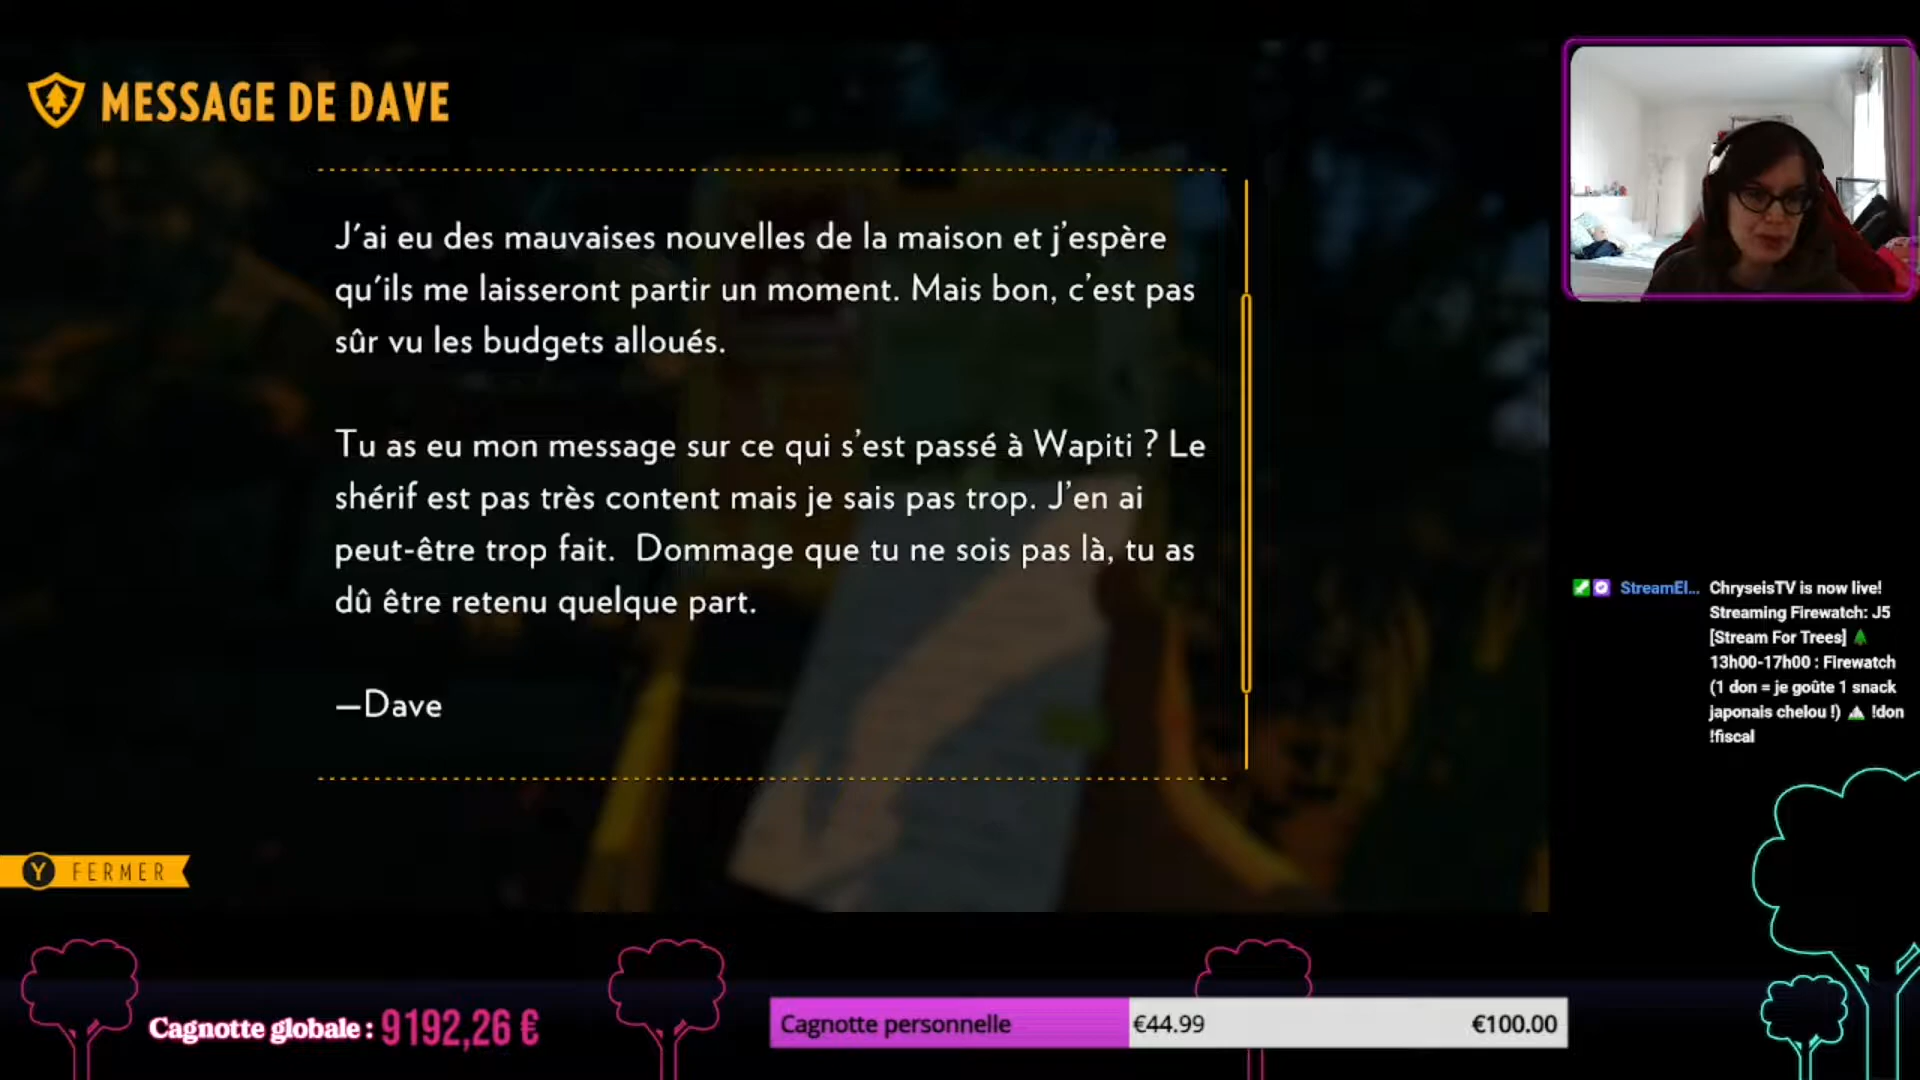 MESSAGE DE DAVE
J'ai eu des mauvaises nouvelles de la maison et j'espère
qu'ils me laisseront partir un moment. Mais bon, c'est pas
sûr vu les budgets alloués.
Tu as eu mon message sur ce qui s'est passé à Wapiti ? Le
shérif est pas très content mais je sais pas trop. J'en ai
peut-être trop fait.  Dommage que tu ne sois pas là, tu as
dû être retenu quelque part.
—Dave
Y FERMER
StreamEl... ChryseisTV is now live!
Streaming Firewatch: J5
[Stream For Trees] 🌲
13h00-17h00 : Firewatch
(1 don = je goûte 1 snack
japonais chelou !) 🏔 !don
!fiscal
Cagnotte globale : 9192,26 €
Cagnotte personnelle €44.99 €100.00